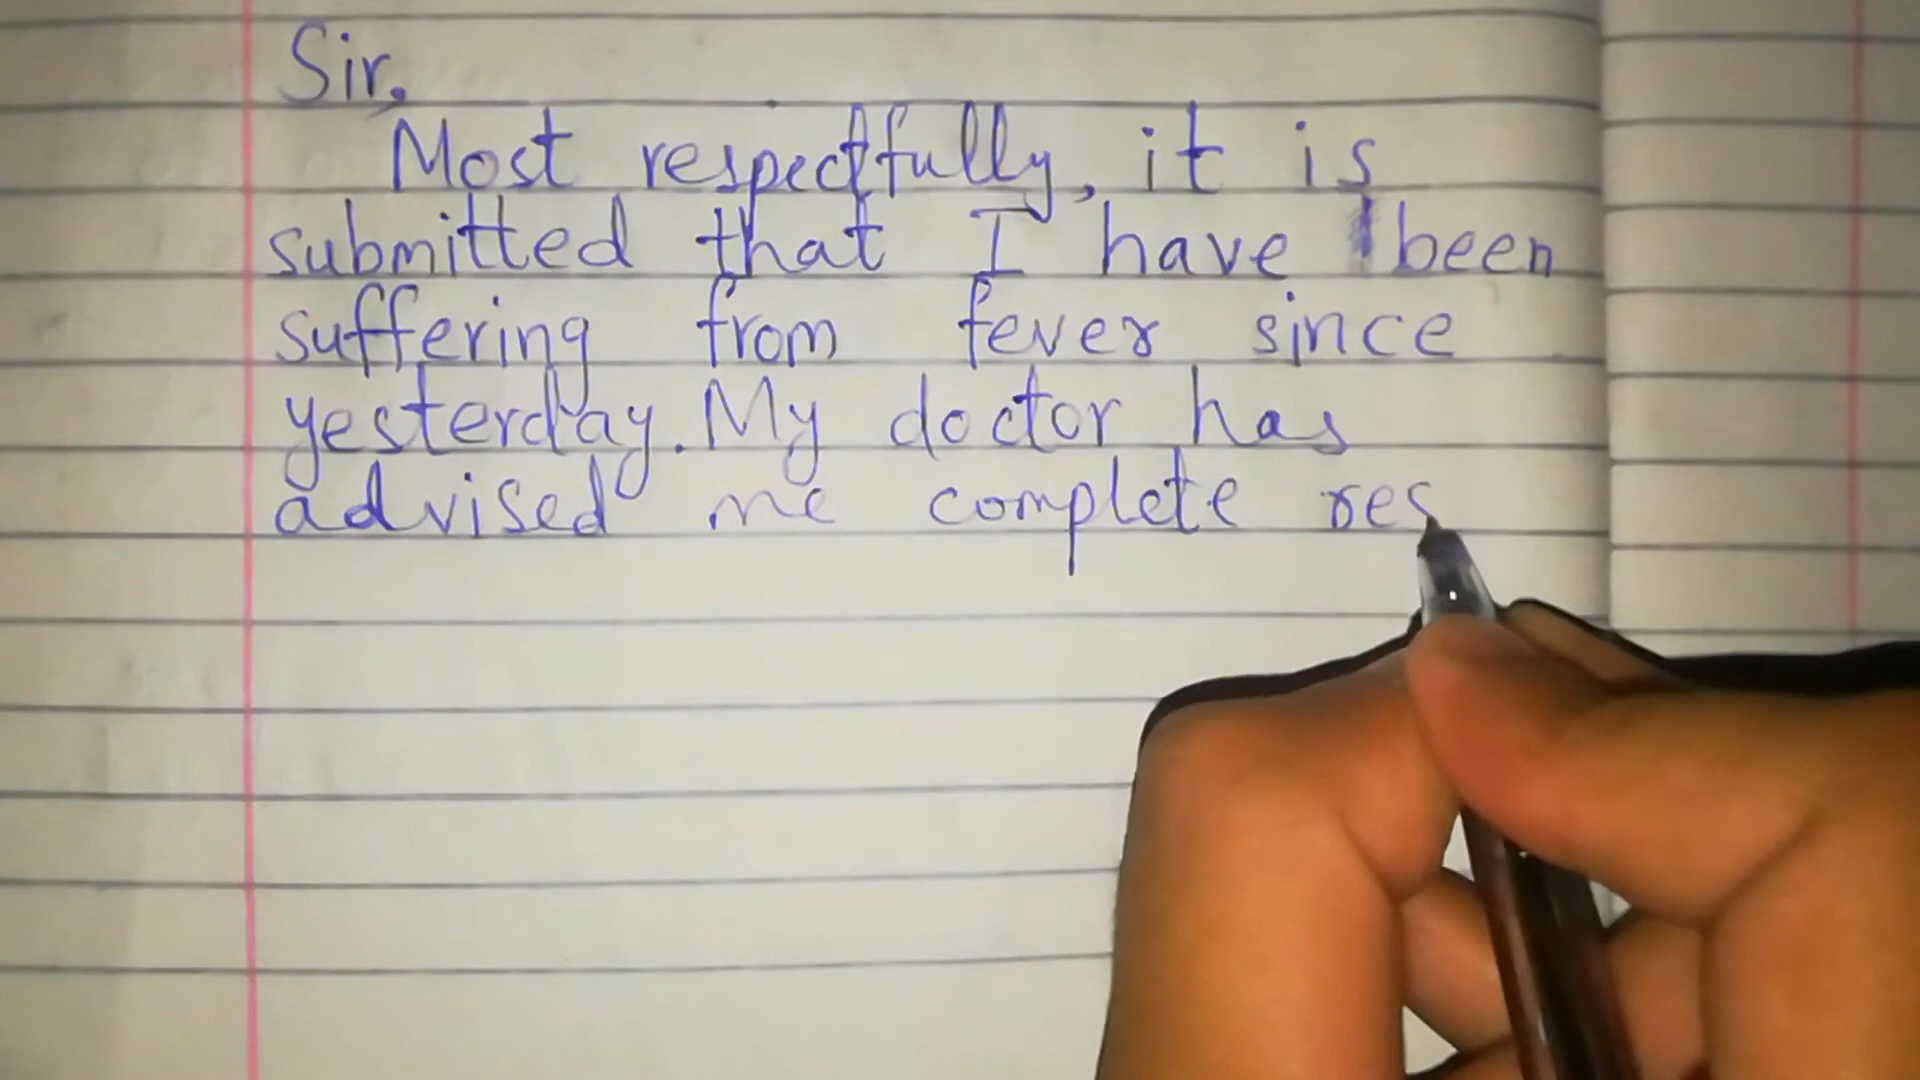 Sir.
Most respectfully, it is
submitted that I have been
suffering from fever since
yesterday. My doctor has
advised me complete res